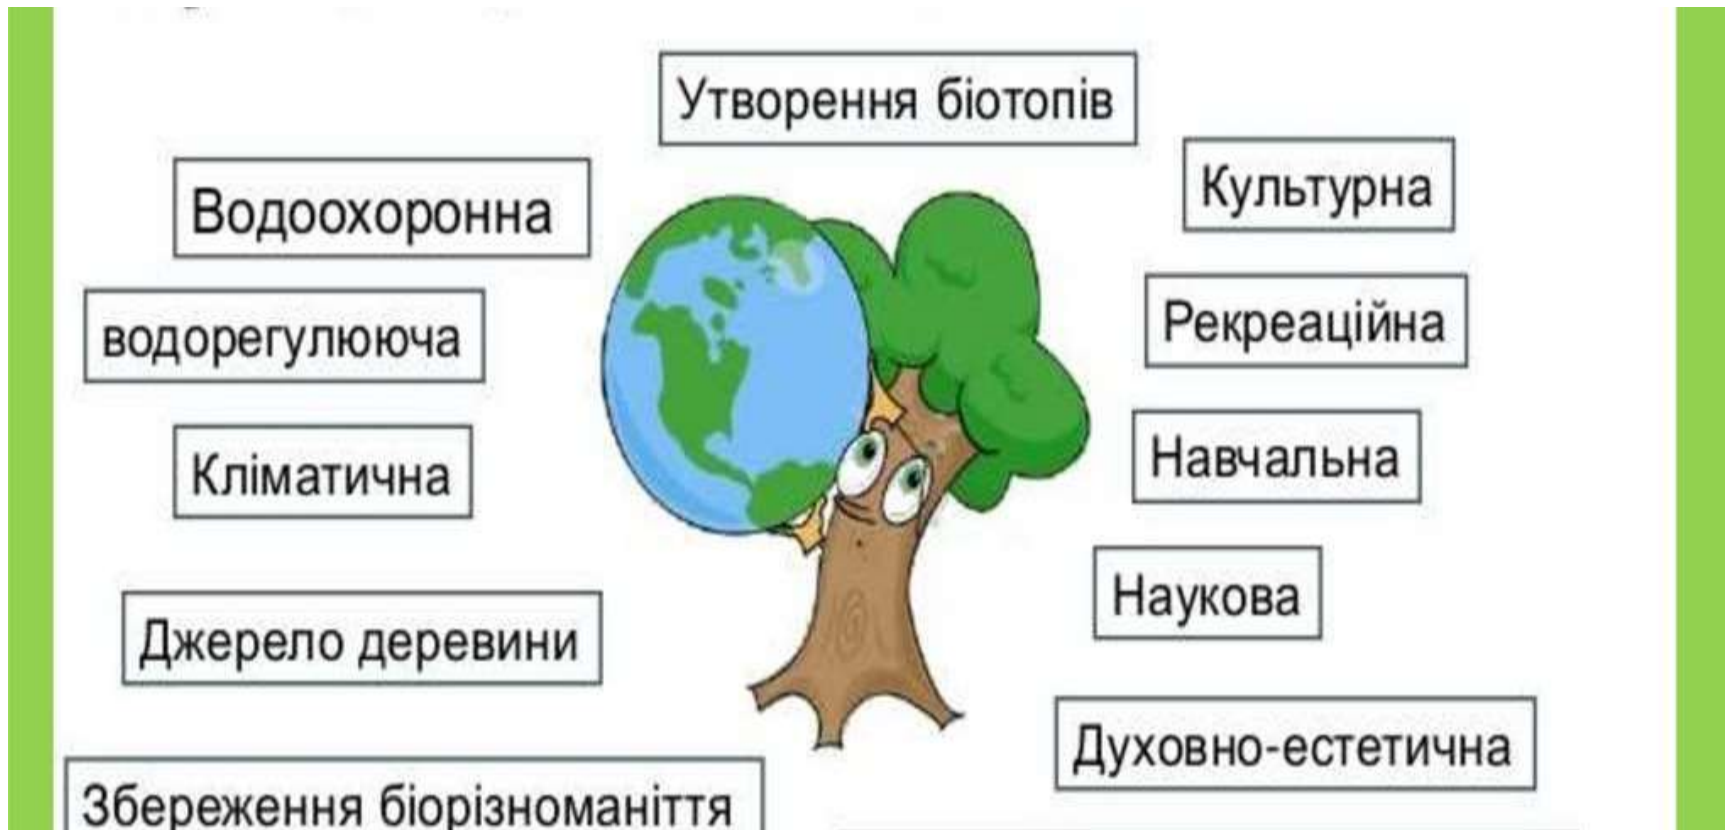 Утворення біотопів
Культурна
Водоохоронна
Рекреаційна
водорегулююча
Навчальна
Кліматична
Наукова
Джерело деревини
Духовно-естетична
Збереження біорізноманіття